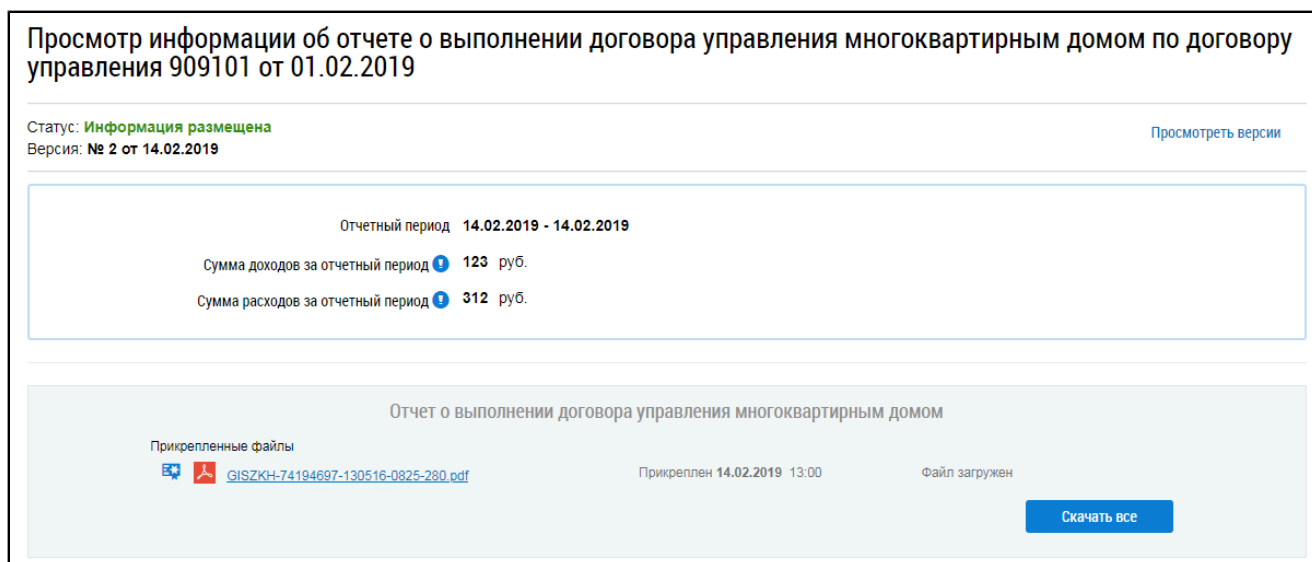 Просмотр информации об отчете о выполнении договора управления многоквартирным домом по договору
управления 909101 от 01.02.2019
Статус: Информация размещена
Просмотреть версии
Версия: № 2 от 14.02.2019
Отчетный период 14.02.2019 - 14.02.2019
Сумма доходов за отчетный период 123 руб.
Сумма расходов за отчетный период 312 руб.
Отчет о выполнении договора управления многоквартирным домом
Прикрепленные файлы
GISZKH-74194697-130516-0825-280.pdf Прикреплен 14.02.2019 13:00 Файл загружен
Скачать все